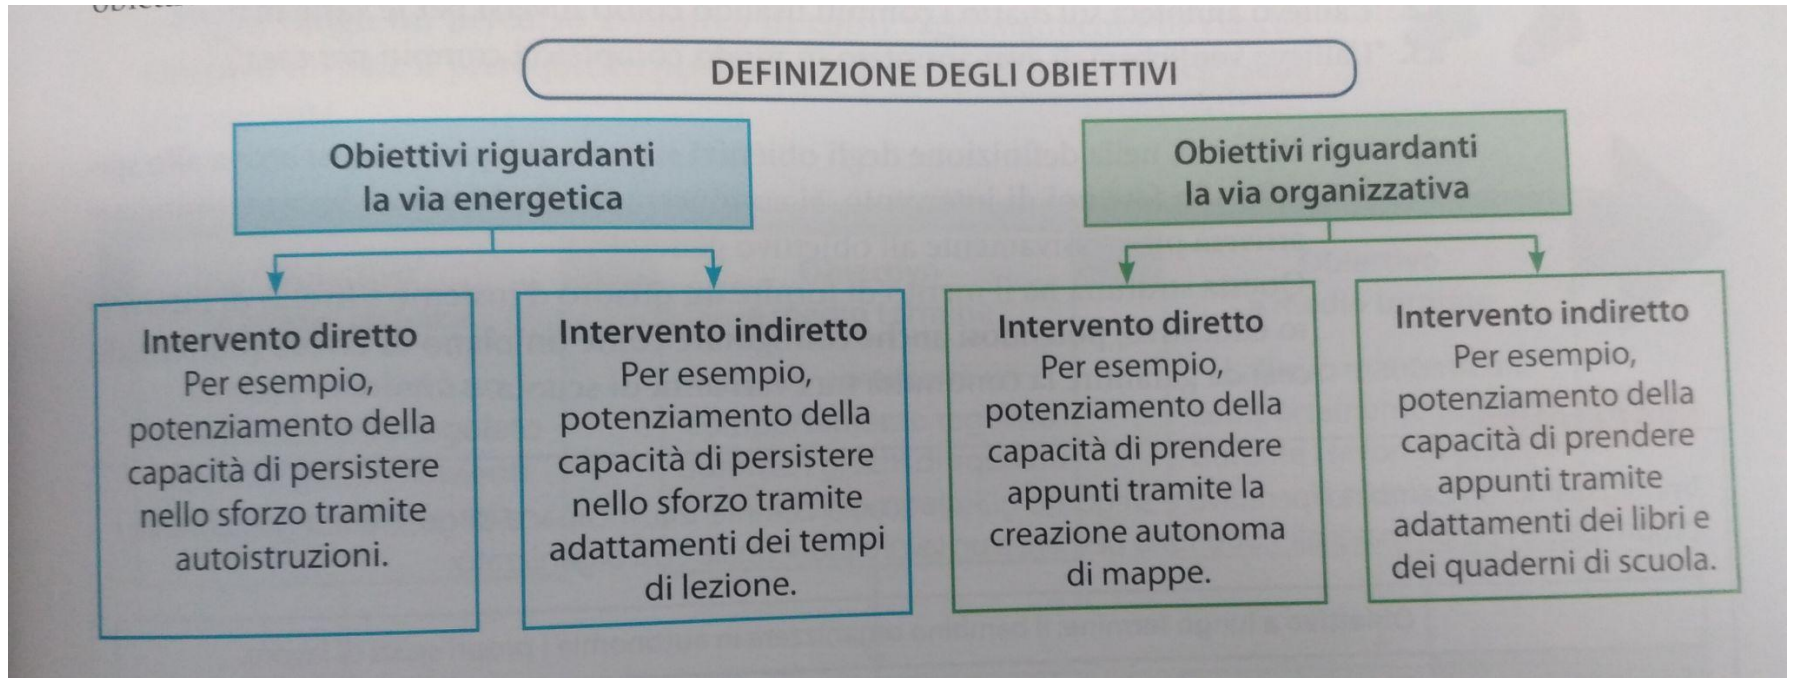 DEFINIZIONE DEGLI OBIETTIVI
Obiettivi riguardanti
la via energetica
Intervento diretto
Per esempio,
potenziamento della
capacità di persistere
nello sforzo tramite
autoistruzioni.
Intervento indiretto
Per esempio,
potenziamento della
capacità di persistere
nello sforzo tramite
adattamenti dei tempi
di lezione.
Obiettivi riguardanti
la via organizzativa
Intervento diretto
Per esempio,
potenziamento della
capacità di prendere
appunti tramite la
creazione autonoma
di mappe.
Intervento indiretto
Per esempio,
potenziamento della
capacità di prendere
appunti tramite
adattamenti dei libri e
dei quaderni di scuola.